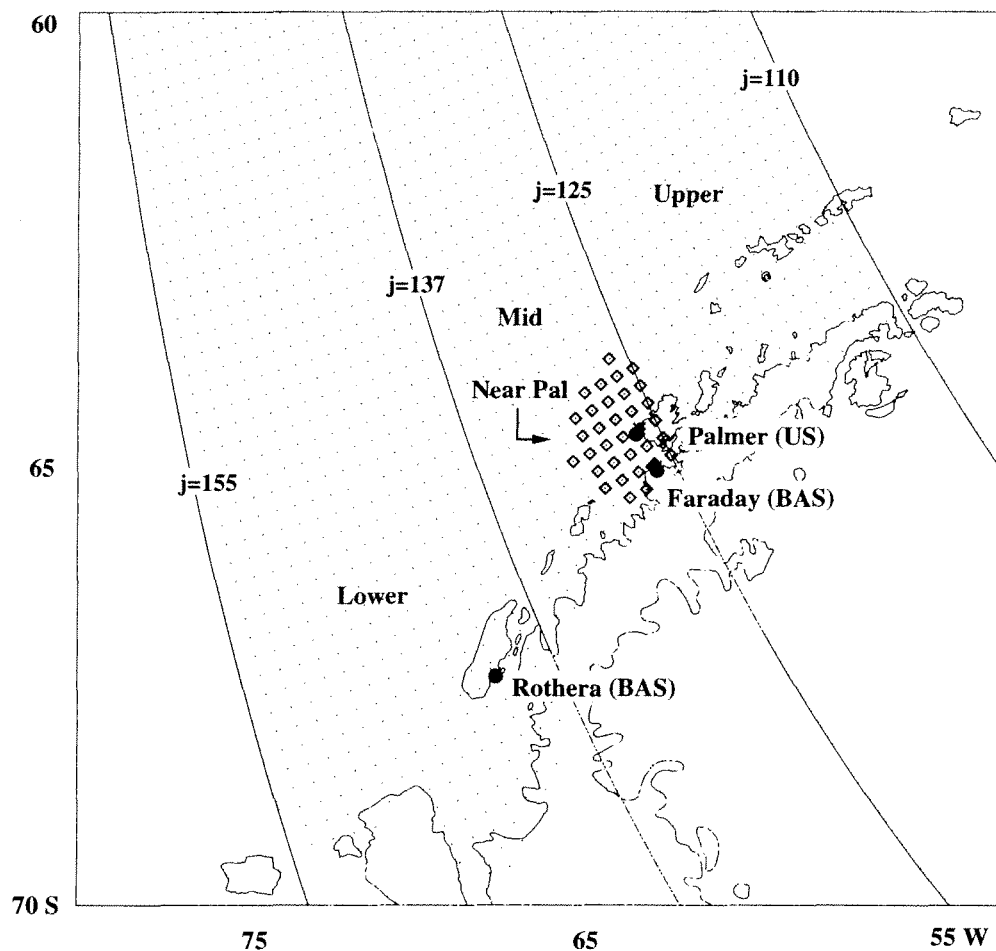 60
j=110
j=125
Upper
j=137
Mid
Near Pal
Palmer (US)
65
j=155
Faraday (BAS)
Lower
Rothera (BAS)
70 S
75
65
55 W